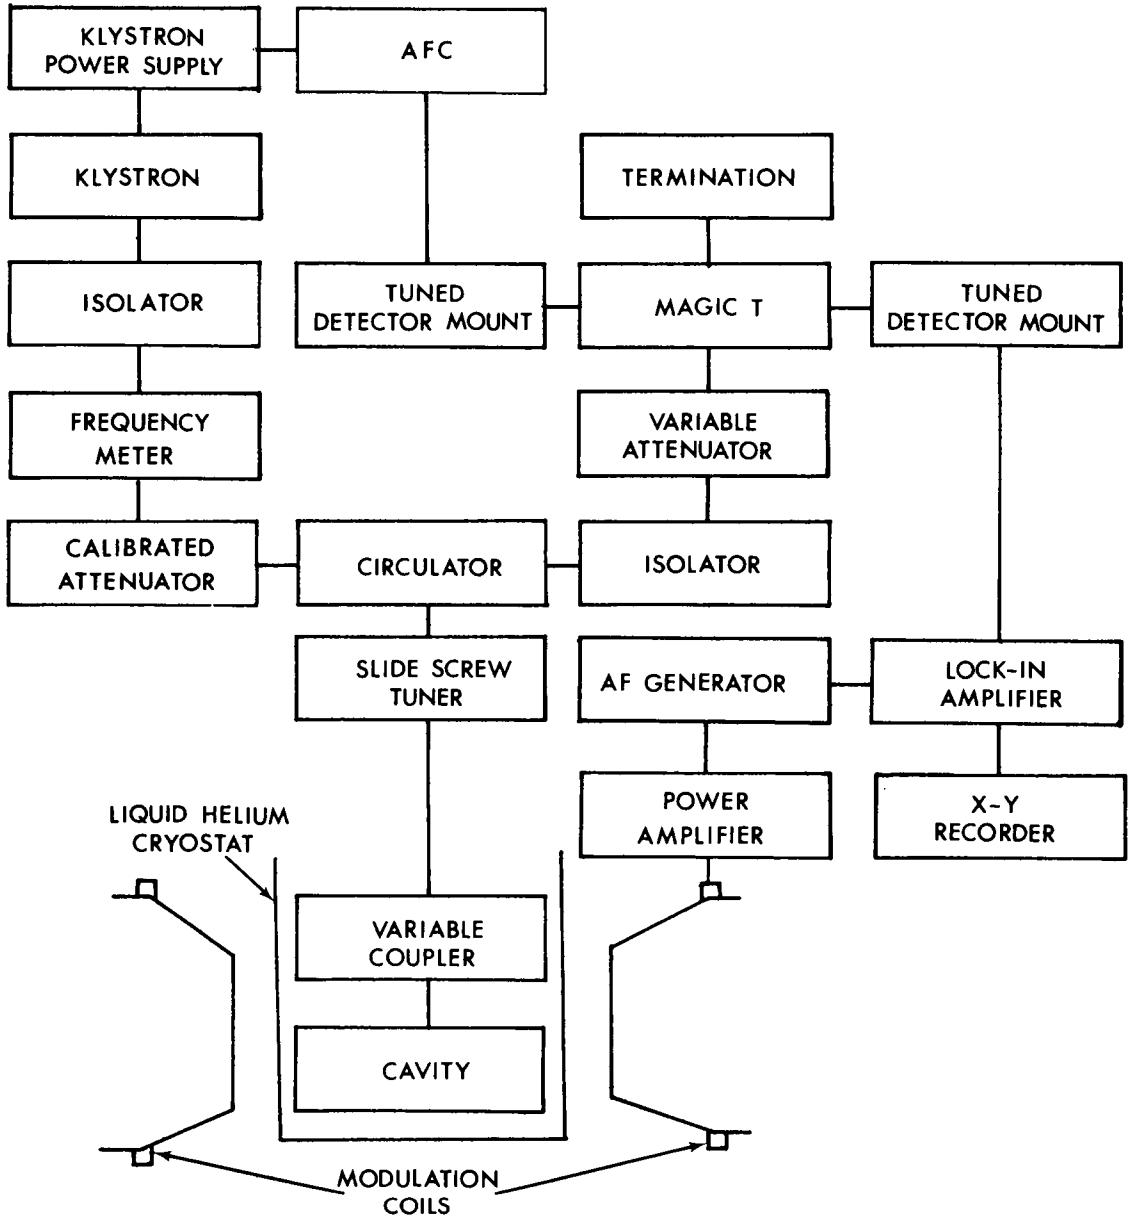 KLYSTRON
POWER SUPPLY
AFC
KLYSTRON
TERMINATION
ISOLATOR
TUNED
DETECTOR MOUNT
MAGIC T
TUNED
DETECTOR MOUNT
FREQUENCY
METER
VARIABLE
ATTENUATOR
CALIBRATED
ATTENUATOR
CIRCULATOR
ISOLATOR
SLIDE SCREW
TUNER
AF GENERATOR
LOCK-IN
AMPLIFIER
POWER
AMPLIFIER
X-Y
RECORDER
LIQUID HELIUM
CRYOSTAT
VARIABLE
COUPLER
CAVITY
MODULATION
COILS